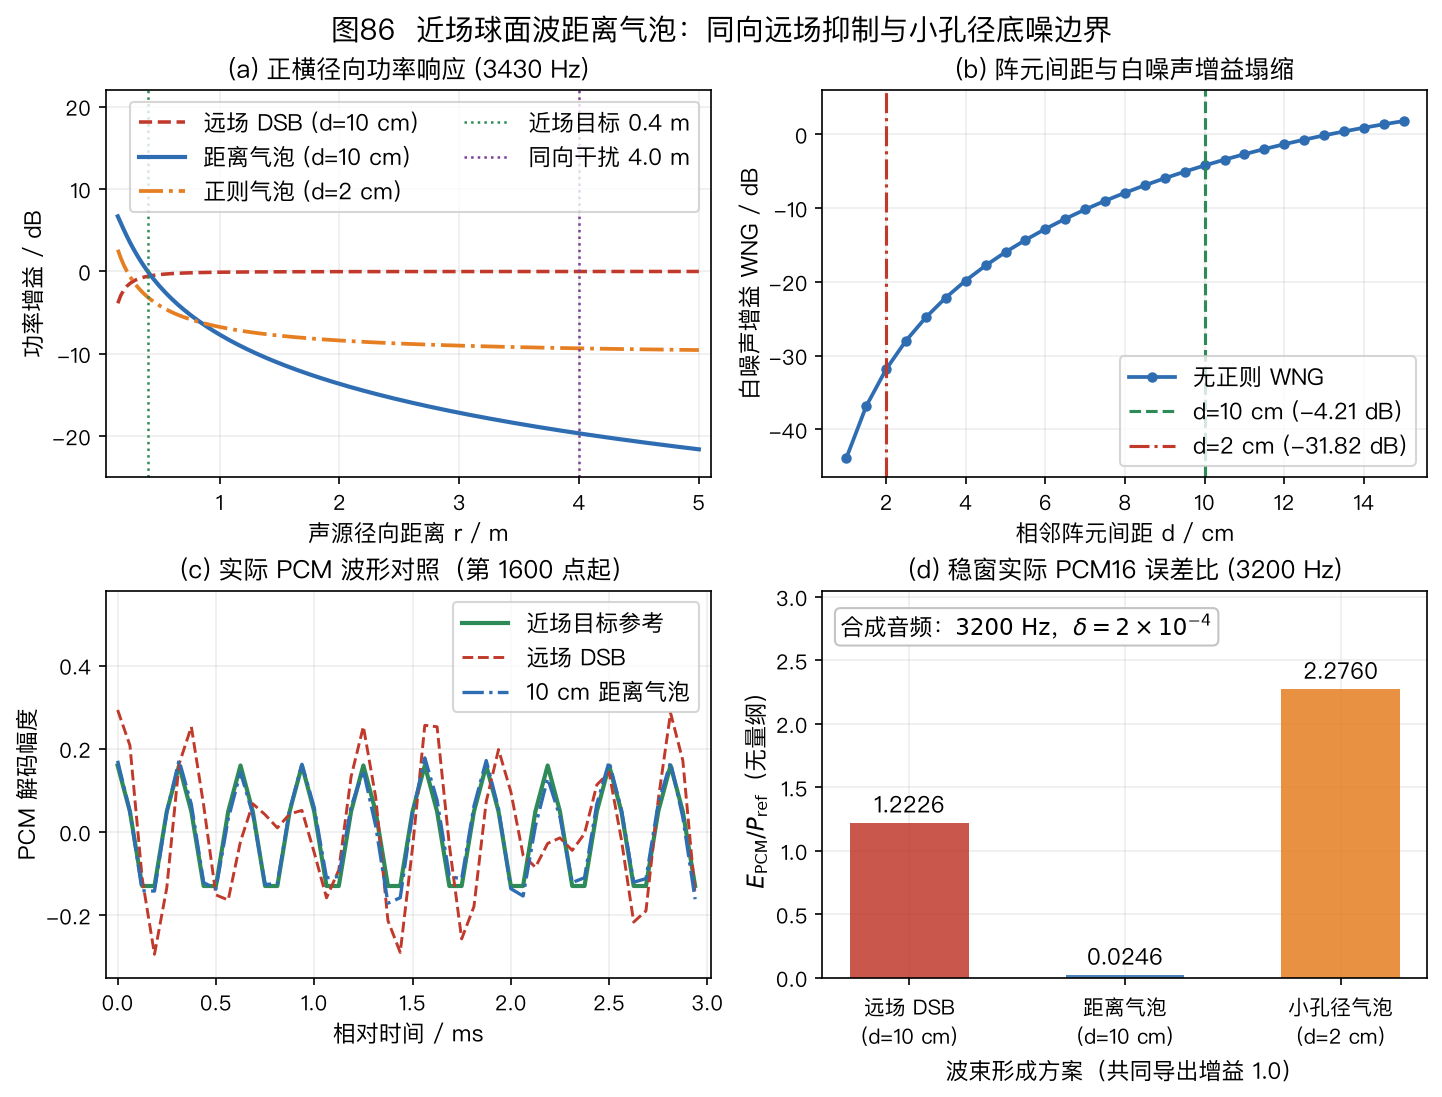 图86 近场球面波距离气泡：同向远场抑制与小孔径底噪边界
(a) 正横径向功率响应 (3430 Hz)
远场 DSB (d=10 cm)
距离气泡 (d=10 cm)
正则气泡 (d=2 cm)
近场目标 0.4 m
同向干扰 4.0 m
20
10
0
−10
−20
功率增益 / dB
1
2
3
4
5
声源径向距离 r / m
(b) 阵元间距与白噪声增益塌缩
0
−10
−20
−30
−40
白噪声增益 WNG / dB
无正则 WNG
d=10 cm (−4.21 dB)
d=2 cm (−31.82 dB)
2
4
6
8
10
12
14
相邻阵元间距 d / cm
(c) 实际 PCM 波形对照（第 1600 点起）
近场目标参考
远场 DSB
10 cm 距离气泡
0.4
0.2
0.0
−0.2
PCM 解码幅度
0.0
0.5
1.0
1.5
2.0
2.5
3.0
相对时间 / ms
(d) 稳窗实际 PCM16 误差比 (3200 Hz)
合成音频：3200 Hz，δ = 2 × 10⁻⁴
3.0
2.5
2.0
1.5
1.0
0.5
0.0
E_PCM/P_ref（无量纲）
1.2226
0.0246
2.2760
远场 DSB
(d=10 cm)
距离气泡
(d=10 cm)
小孔径气泡
(d=2 cm)
波束形成方案（共同导出增益 1.0）